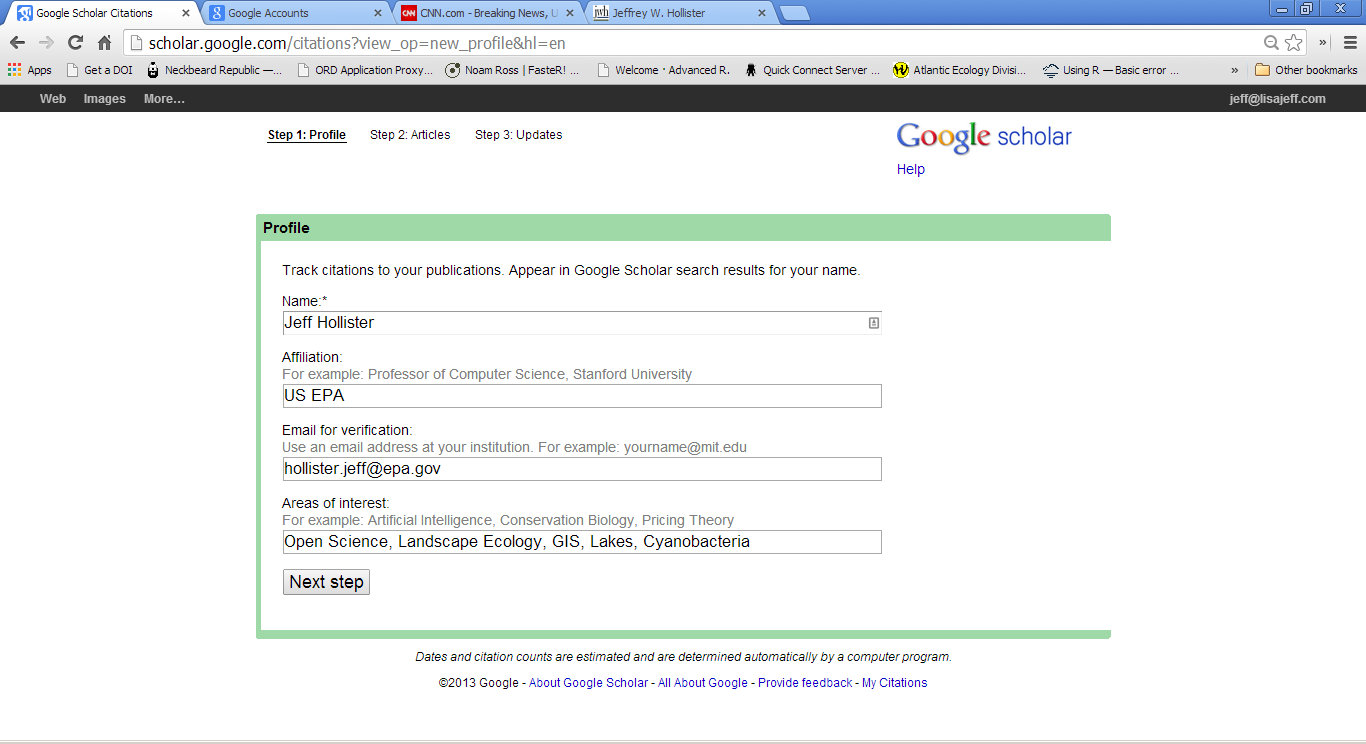 Google Scholar Citations
Google Accounts
CNN.com - Breaking News, U
Jeffrey W. Hollister
scholar.google.com/citations?view_op=new_profile&hl=en
Apps Get a DOI Neckbeard Republic —... ORD Application Proxy... Noam Ross | FasteR! ... Welcome · Advanced R. Quick Connect Server ... Atlantic Ecology Divisi... Using R — Basic error ... » Other bookmarks
Web Images More... jeff@lisajeff.com
Step 1: Profile Step 2: Articles Step 3: Updates
Google scholar
Help
Profile
Track citations to your publications. Appear in Google Scholar search results for your name.
Name:*
Jeff Hollister
Affiliation:
For example: Professor of Computer Science, Stanford University
US EPA
Email for verification:
Use an email address at your institution. For example: yourname@mit.edu
hollister.jeff@epa.gov
Areas of interest:
For example: Artificial Intelligence, Conservation Biology, Pricing Theory
Open Science, Landscape Ecology, GIS, Lakes, Cyanobacteria
Next step
Dates and citation counts are estimated and are determined automatically by a computer program.
©2013 Google - About Google Scholar - All About Google - Provide feedback - My Citations